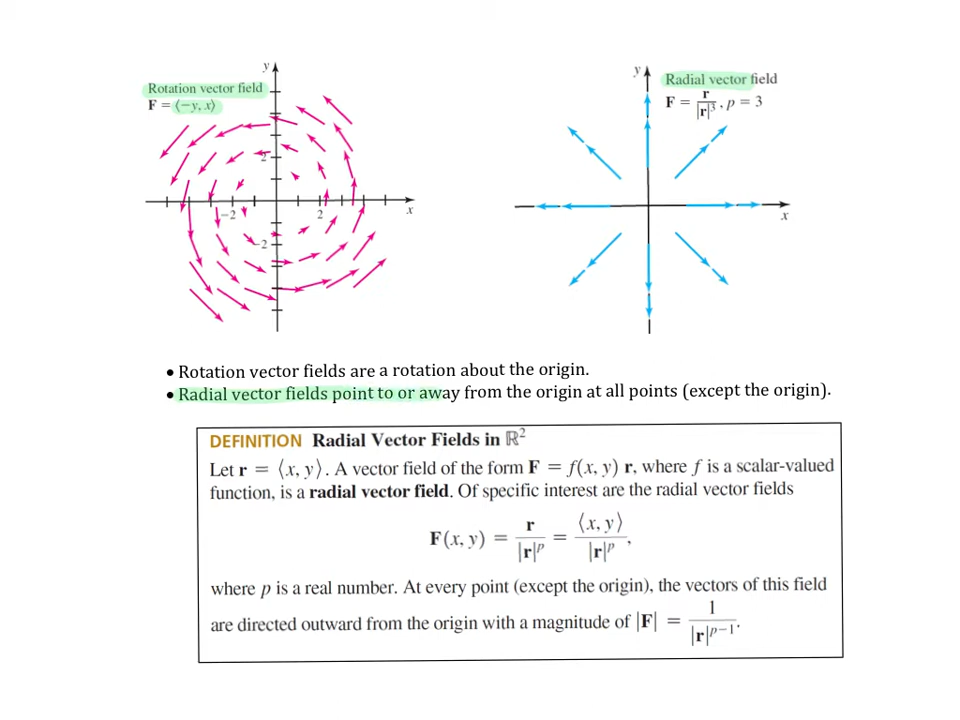 y
Rotation vector field
F = ⟨−y, x⟩
2
−2
2
x
−2
y
Radial vector field
F = r/|r|³, p = 3
x
• Rotation vector fields are a rotation about the origin.
• Radial vector fields point to or away from the origin at all points (except the origin).
DEFINITION Radial Vector Fields in ℝ²
Let r = ⟨x, y⟩. A vector field of the form F = f(x, y) r, where f is a scalar-valued
function, is a radial vector field. Of specific interest are the radial vector fields
F(x, y) = r/|r|ᵖ = ⟨x, y⟩/|r|ᵖ,
where p is a real number. At every point (except the origin), the vectors of this field
are directed outward from the origin with a magnitude of |F| = 1/|r|ᵖ⁻¹.